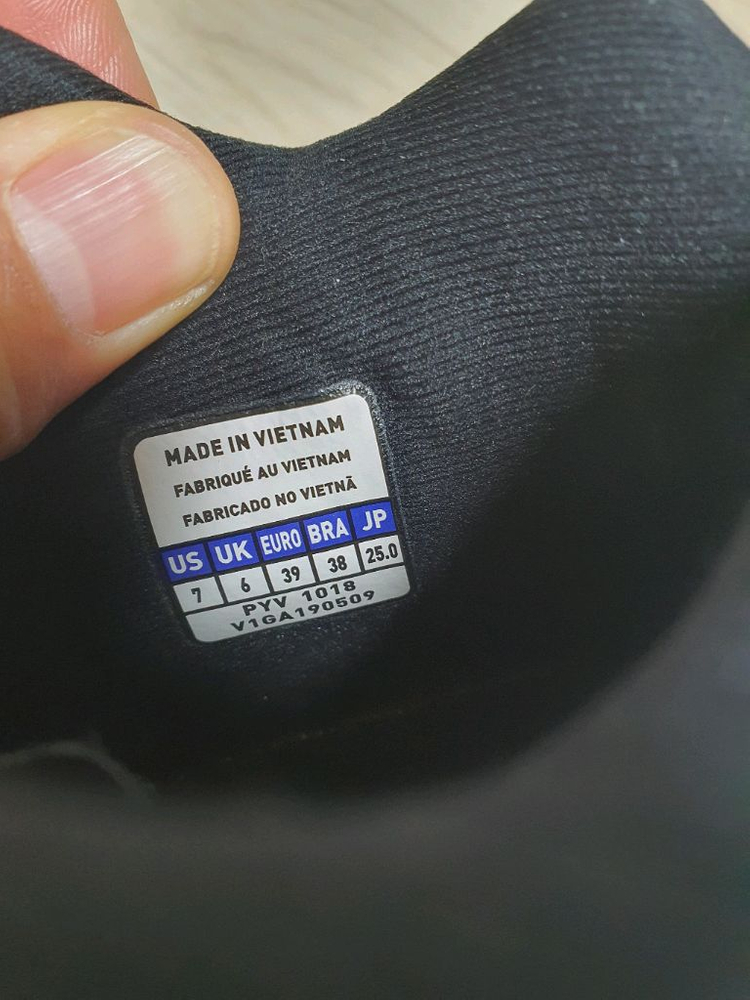 MADE IN VIETNAM
FABRIQUÉ AU VIETNAM
FABRICADO NO VIETNÃ
US UK EURO BRA JP
7 6 39 38 25.0
PYV 1018
V1GA190509